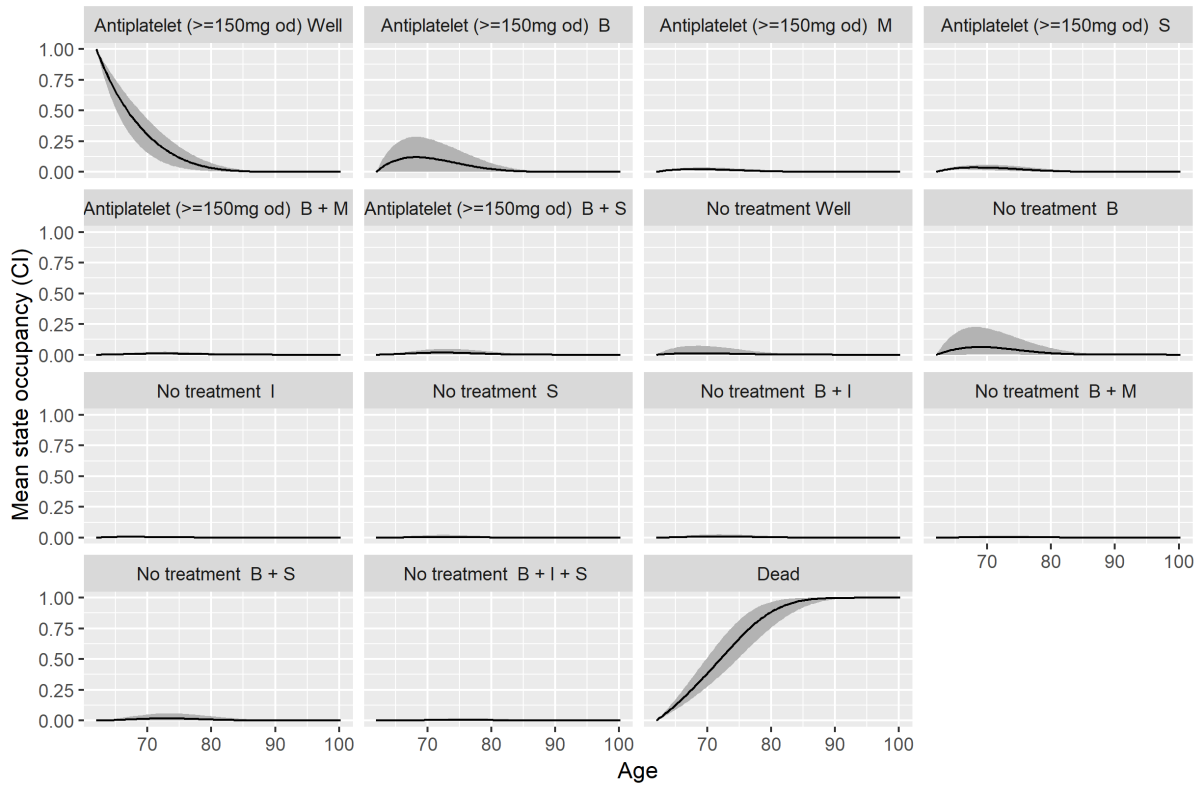 Antiplatelet (>=150mg od) Well
Antiplatelet (>=150mg od)  B
Antiplatelet (>=150mg od)  M
Antiplatelet (>=150mg od)  S
1.00
0.75
0.50
0.25
0.00
Antiplatelet (>=150mg od)  B + M
Antiplatelet (>=150mg od)  B + S
No treatment Well
No treatment  B
1.00
0.75
0.50
0.25
0.00
No treatment  I
No treatment  S
No treatment  B + I
No treatment  B + M
1.00
0.75
0.50
0.25
0.00
70 80 90 100
No treatment  B + S
No treatment  B + I + S
Dead
1.00
0.75
0.50
0.25
0.00
70 80 90 100
70 80 90 100
70 80 90 100
Age
Mean state occupancy (CI)